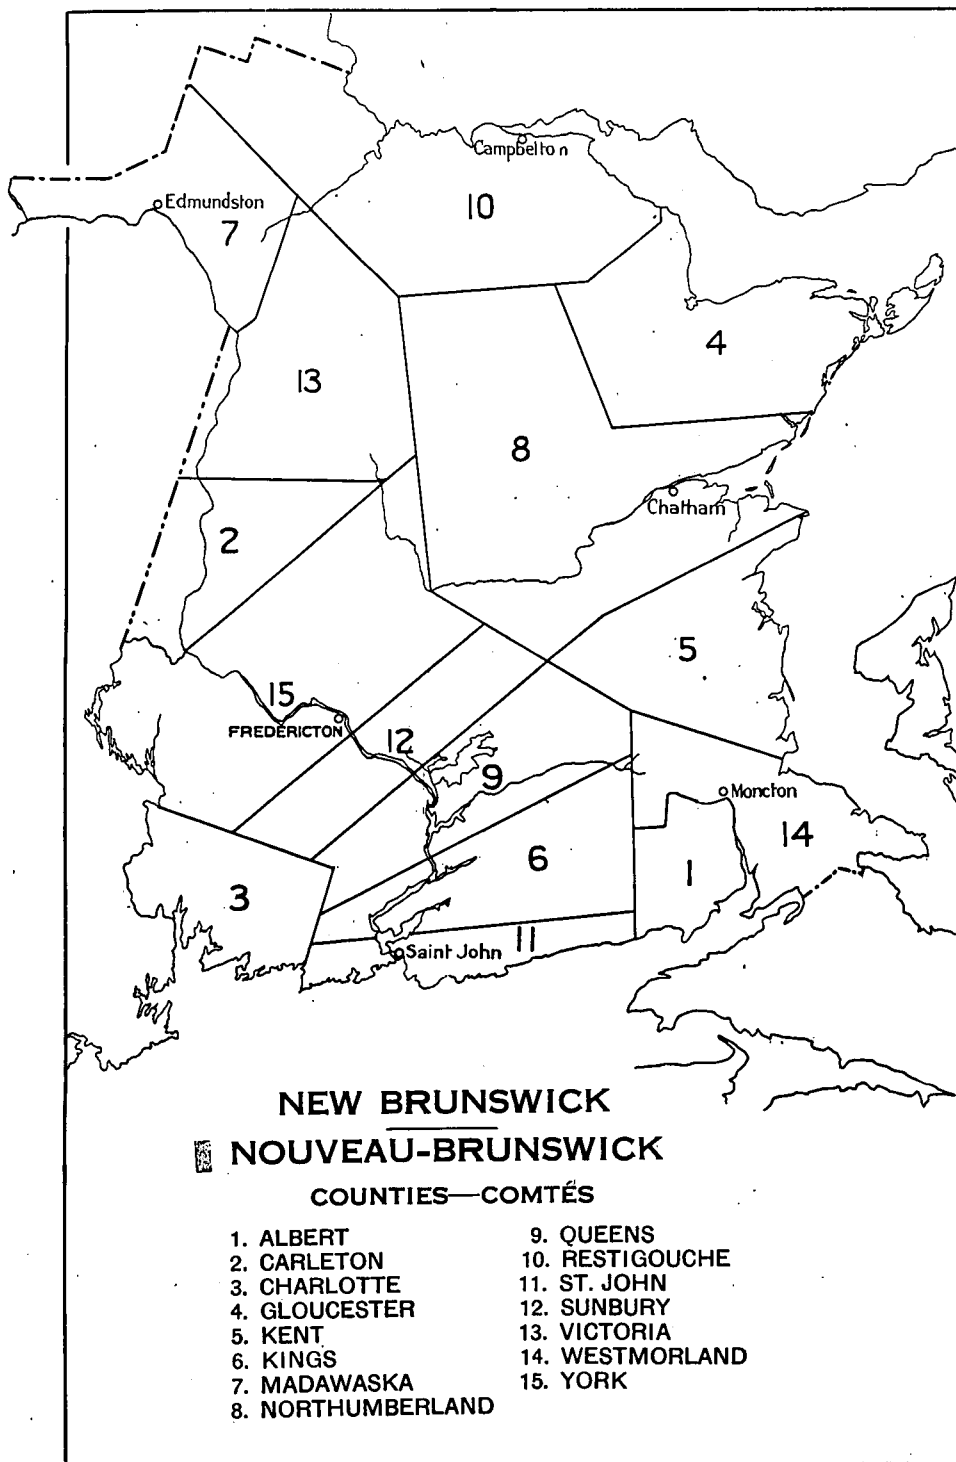 Campbelton
Edmundston
10
7
4
13
8
Chatham
2
5
15
FREDERICTON
12
9
Moncton
14
6
1
3
11
Saint John
NEW BRUNSWICK
NOUVEAU-BRUNSWICK
COUNTIES—COMTÉS
1. ALBERT
2. CARLETON
3. CHARLOTTE
4. GLOUCESTER
5. KENT
6. KINGS
7. MADAWASKA
8. NORTHUMBERLAND
9. QUEENS
10. RESTIGOUCHE
11. ST. JOHN
12. SUNBURY
13. VICTORIA
14. WESTMORLAND
15. YORK